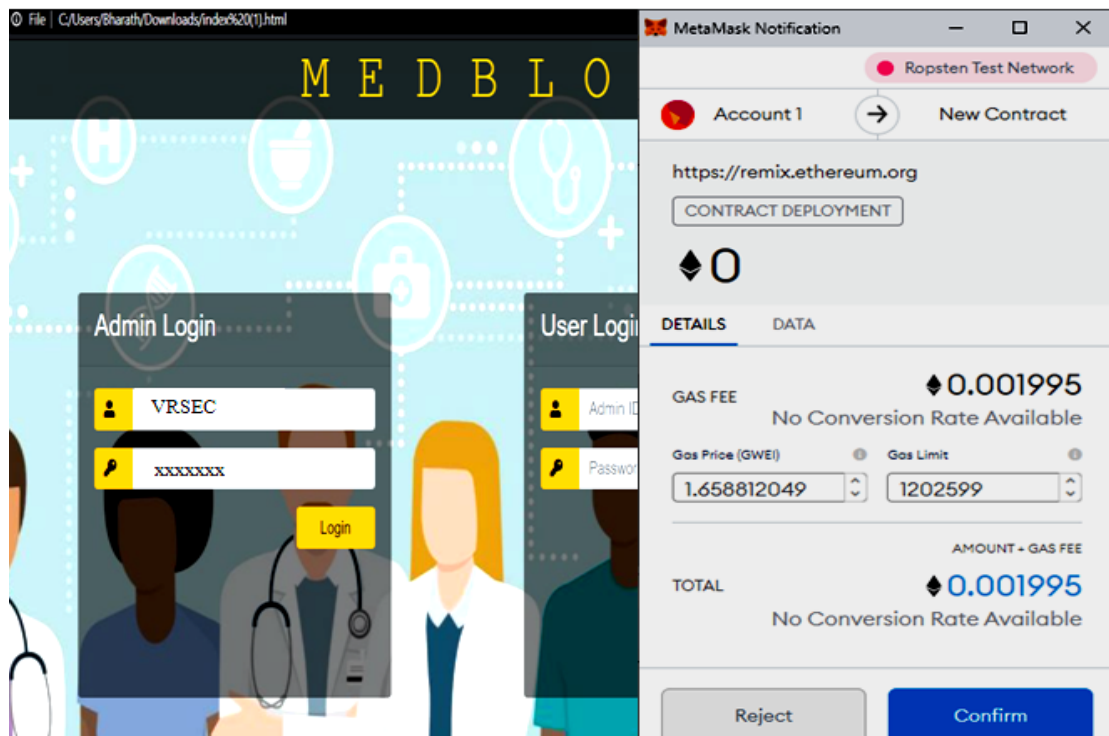 File | C:/Users/Bharath/Downloads/index%20(1).html
M E D B L O
H
Admin Login
VRSEC
xxxxxxx
Login
User Logi
Admin ID
Passwor
MetaMask Notification
Ropsten Test Network
Account 1
New Contract
https://remix.ethereum.org
CONTRACT DEPLOYMENT
0
DETAILS DATA
GAS FEE 0.001995
No Conversion Rate Available
Gas Price (GWEI) Gas Limit
1.658812049 1202599
AMOUNT + GAS FEE
TOTAL 0.001995
No Conversion Rate Available
Reject Confirm